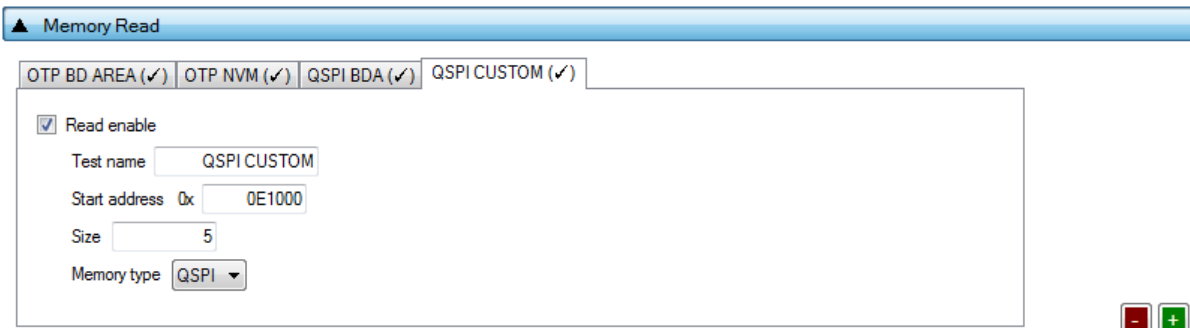 ▲ Memory Read
OTP BD AREA (✓) OTP NVM (✓) QSPI BDA (✓) QSPI CUSTOM (✓)
Read enable
Test name QSPI CUSTOM
Start address 0x 0E1000
Size 5
Memory type QSPI
- +